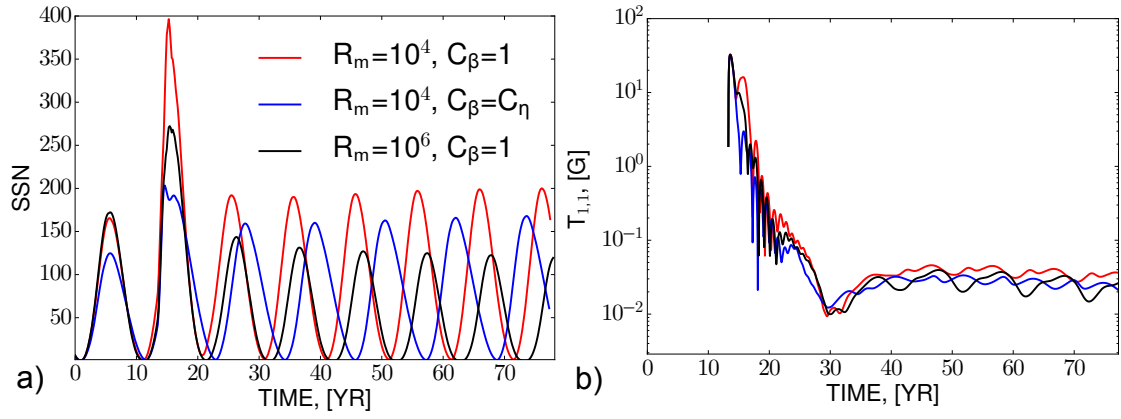 400
350
300
250
200
150
100
50
SSN
R_m=10^4, C_β=1
R_m=10^4, C_β=C_η
R_m=10^6, C_β=1
0 10 20 30 40 50 60 70
a)
TIME, [YR]
10^2
10^1
10^0
10^-1
10^-2
T_1,1, [G]
0 10 20 30 40 50 60 70
b)
TIME, [YR]